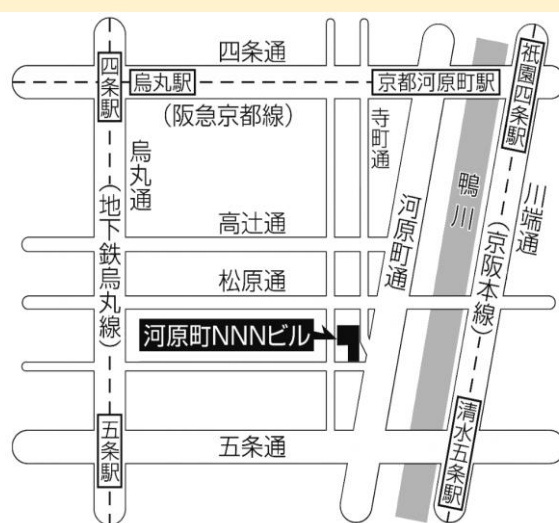 四条通
四条駅
烏丸駅
京都河原町駅
祇園四条駅
(阪急京都線)
烏丸通
寺町通
鴨川
川端通
河原町通
高辻通
(地下鉄烏丸線)
(京阪本線)
松原通
河原町NNNビル
五条駅
五条通
清水五条駅